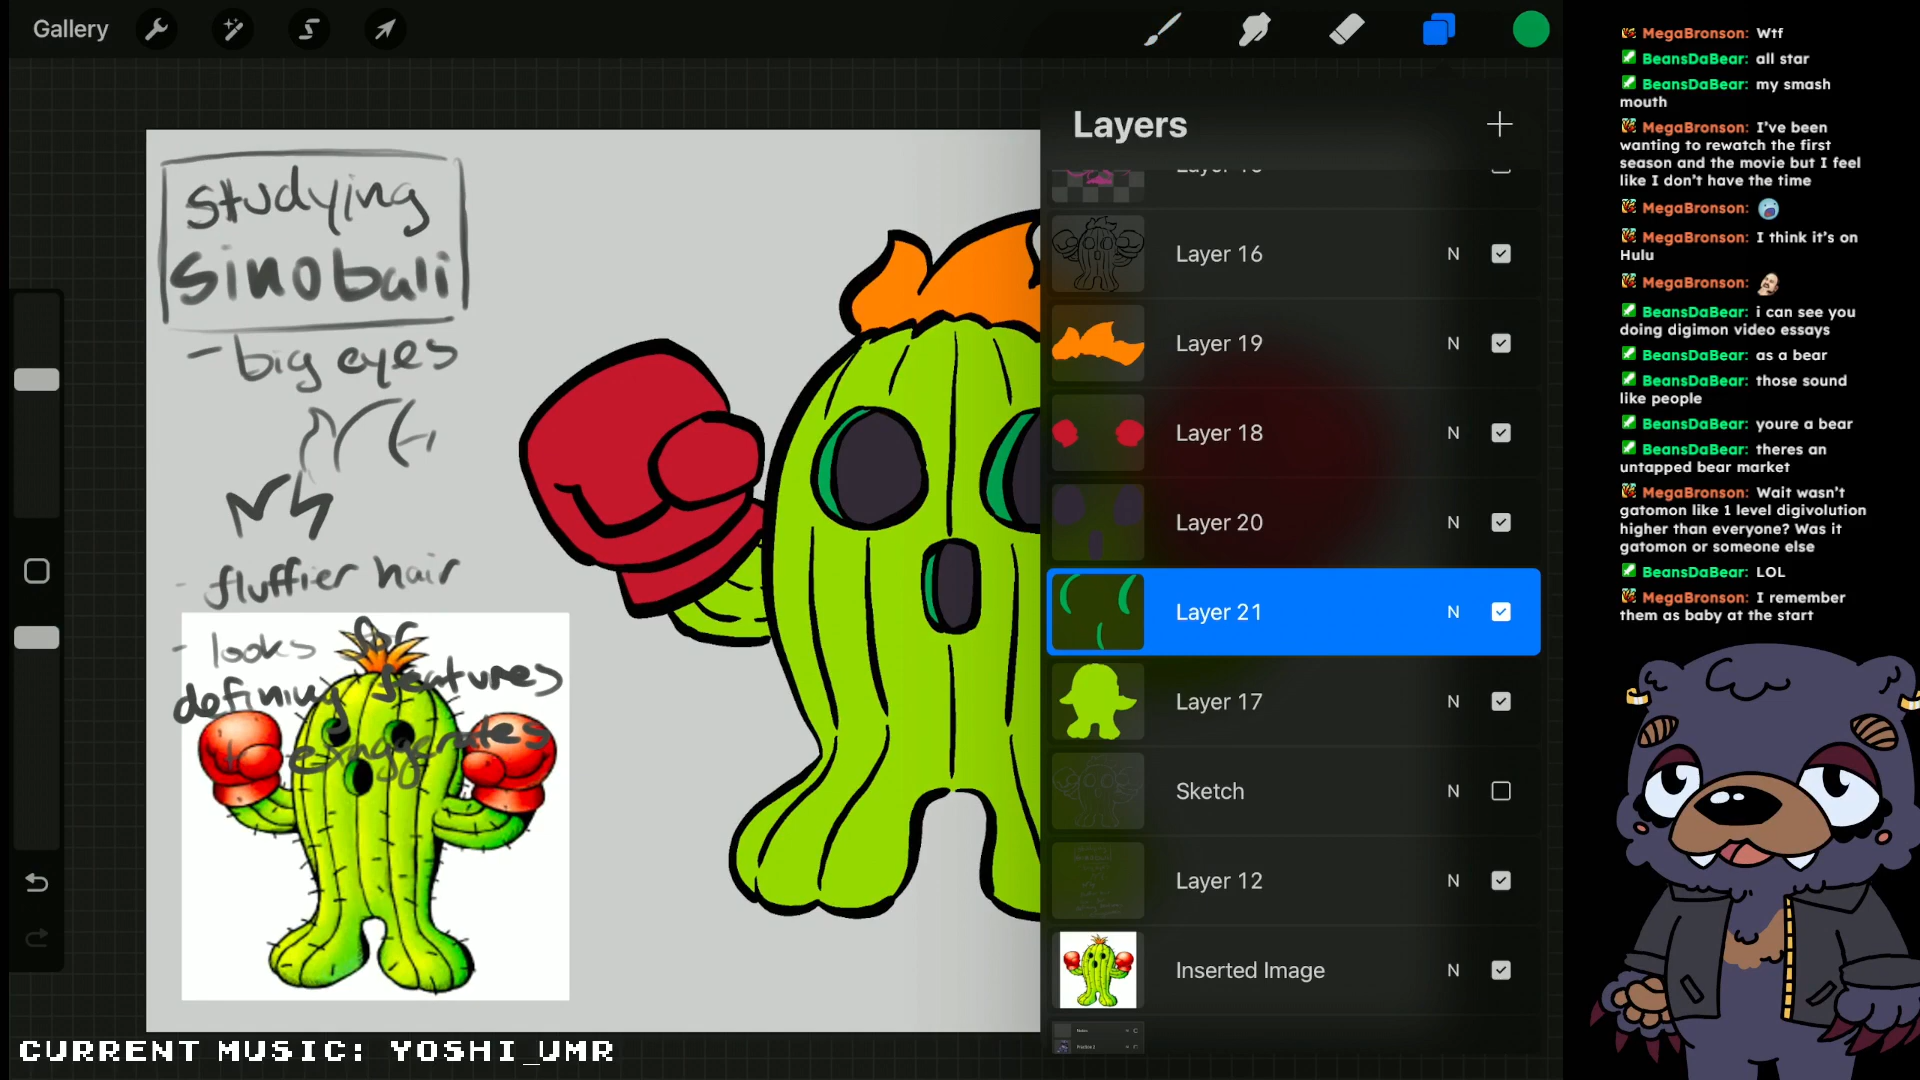 Gallery
studying
sinobali
- big eyes
- fluffier hair
- looks for
defining features
+ exaggerates
Layers
Layer 16 N
Layer 19 N
Layer 18 N
Layer 20 N
Layer 21 N
Layer 17 N
Sketch N
Layer 12 N
Inserted Image N
CURRENT MUSIC: YOSHI_UMR
MegaBronson: Wtf
BeansDaBear: all star
BeansDaBear: my smash
mouth
MegaBronson: I've been
wanting to rewatch the first
season and the movie but I feel
like I don't have the time
MegaBronson:
MegaBronson: I think it's on
Hulu
MegaBronson:
BeansDaBear: i can see you
doing digimon video essays
BeansDaBear: as a bear
BeansDaBear: those sound
like people
BeansDaBear: youre a bear
BeansDaBear: theres an
untapped bear market
MegaBronson: Wait wasn't
gatomon like 1 level digivolution
higher than everyone? Was it
gatomon or someone else
BeansDaBear: LOL
MegaBronson: I remember
them as baby at the start